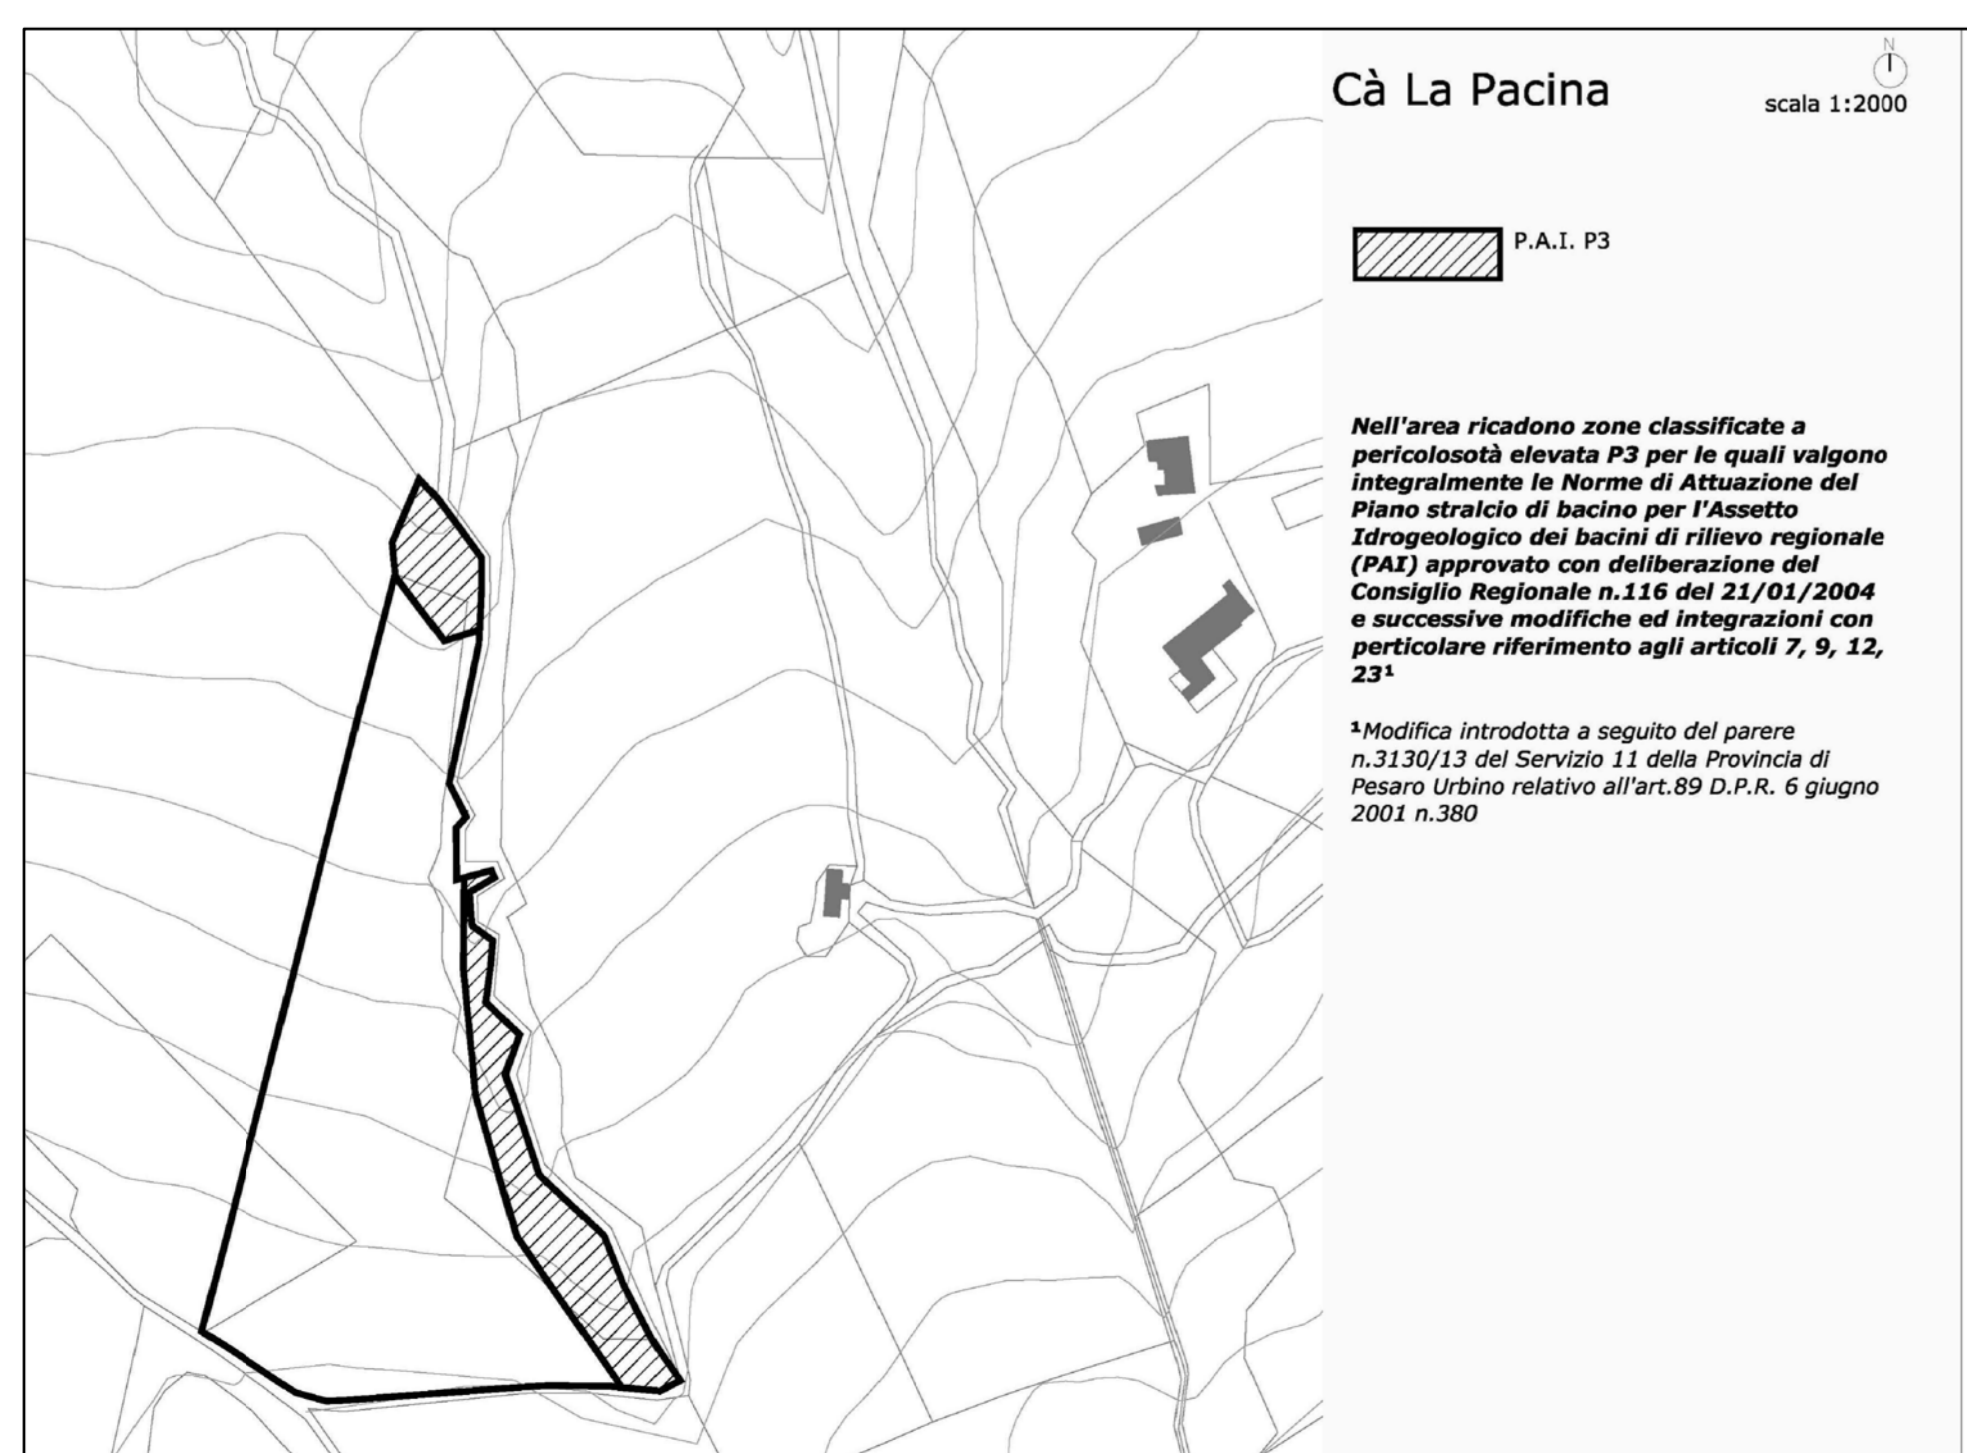 Cà La Pacina
N
scala 1:2000
P.A.I. P3
Nell'area ricadono zone classificate a
pericolosotà elevata P3 per le quali valgono
integralmente le Norme di Attuazione del
Piano stralcio di bacino per l'Assetto
Idrogeologico dei bacini di rilievo regionale
(PAI) approvato con deliberazione del
Consiglio Regionale n.116 del 21/01/2004
e successive modifiche ed integrazioni con
perticolare riferimento agli articoli 7, 9, 12,
23¹
¹Modifica introdotta a seguito del parere
n.3130/13 del Servizio 11 della Provincia di
Pesaro Urbino relativo all'art.89 D.P.R. 6 giugno
2001 n.380